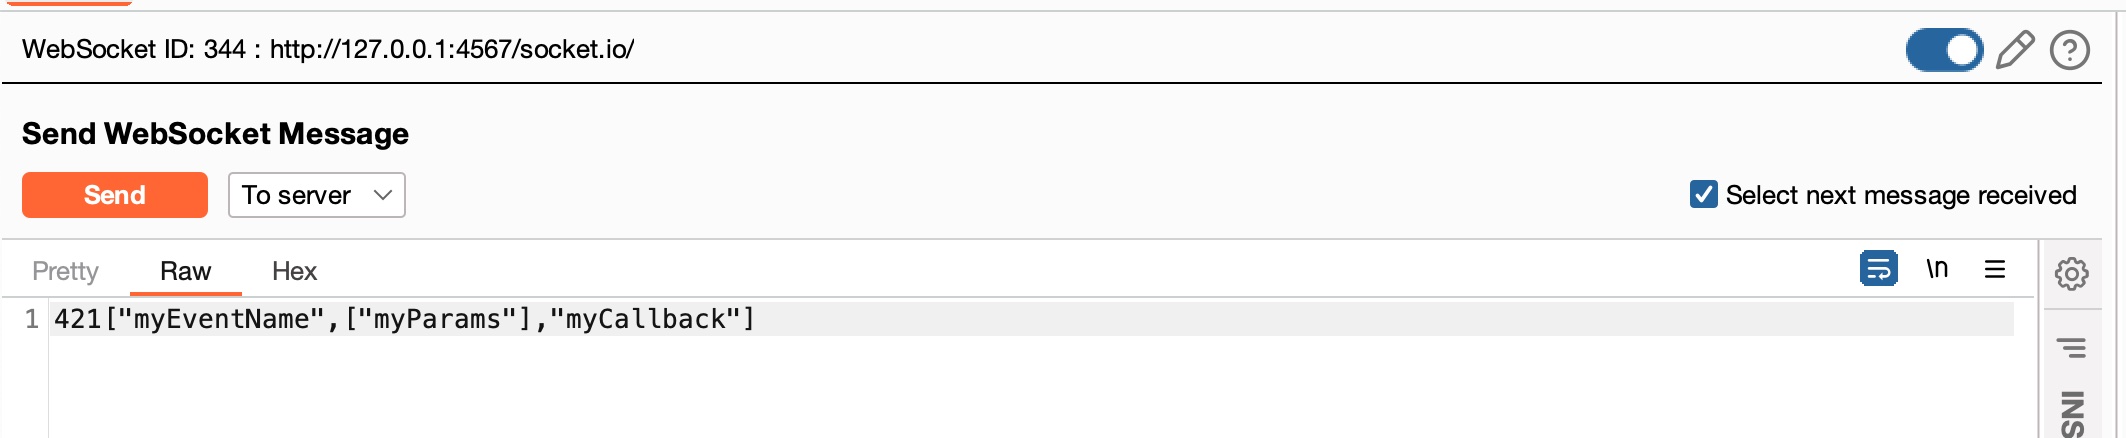 WebSocket ID: 344 : http://127.0.0.1:4567/socket.io/
Send WebSocket Message
Send To server Select next message received
Pretty Raw Hex \n
1 421["myEventName",["myParams"],"myCallback"]
INS